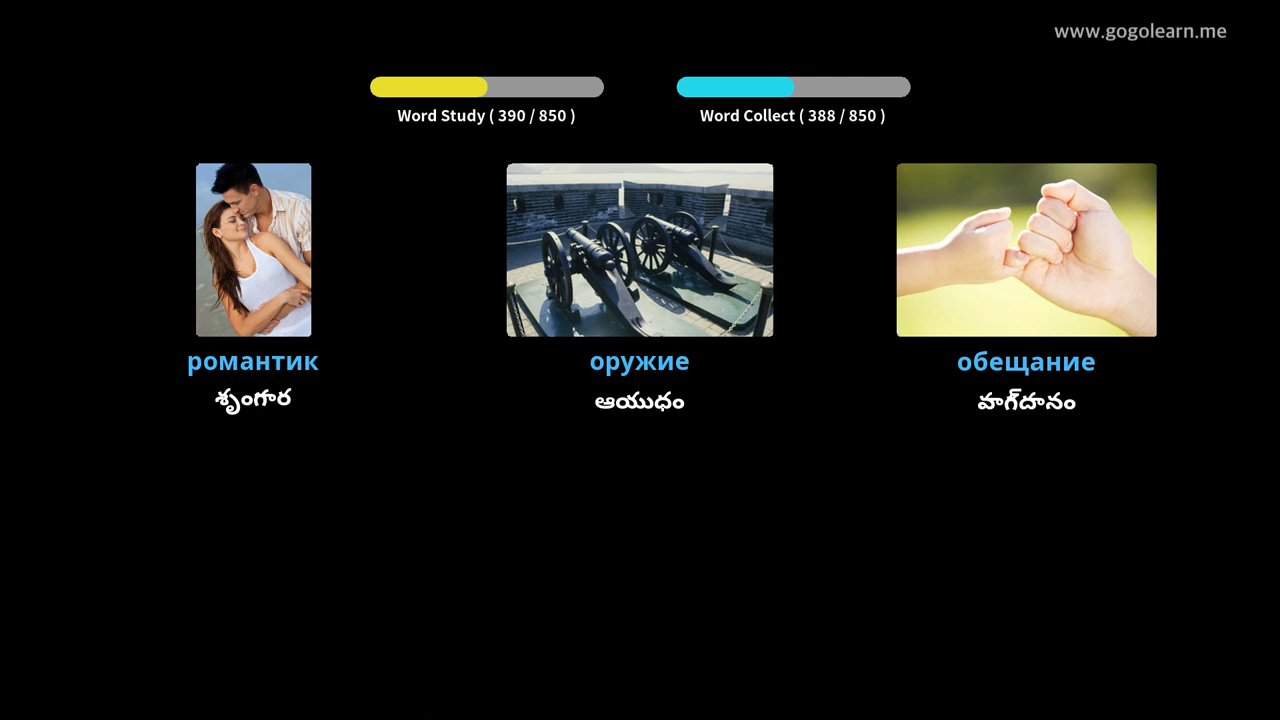 www.gogolearn.me
Word Study ( 390 / 850 )
Word Collect ( 388 / 850 )
романтик
оружие
обещание
శృంగార
ఆయుధం
వాగ్‌దానం